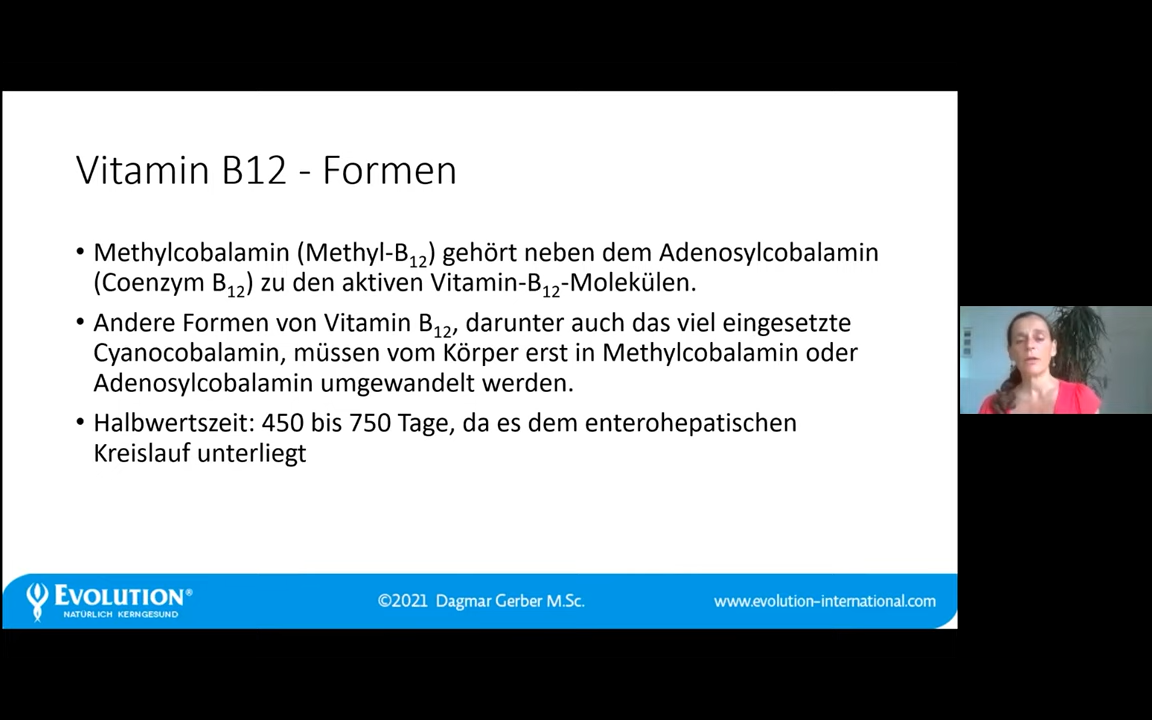 Vitamin B12 - Formen
• Methylcobalamin (Methyl-B12) gehört neben dem Adenosylcobalamin
(Coenzym B12) zu den aktiven Vitamin-B12-Molekülen.
• Andere Formen von Vitamin B12, darunter auch das viel eingesetzte
Cyanocobalamin, müssen vom Körper erst in Methylcobalamin oder
Adenosylcobalamin umgewandelt werden.
• Halbwertszeit: 450 bis 750 Tage, da es dem enterohepatischen
Kreislauf unterliegt
EVOLUTION®
NATÜRLICH KERNGESUND
©2021 Dagmar Gerber M.Sc.
www.evolution-international.com